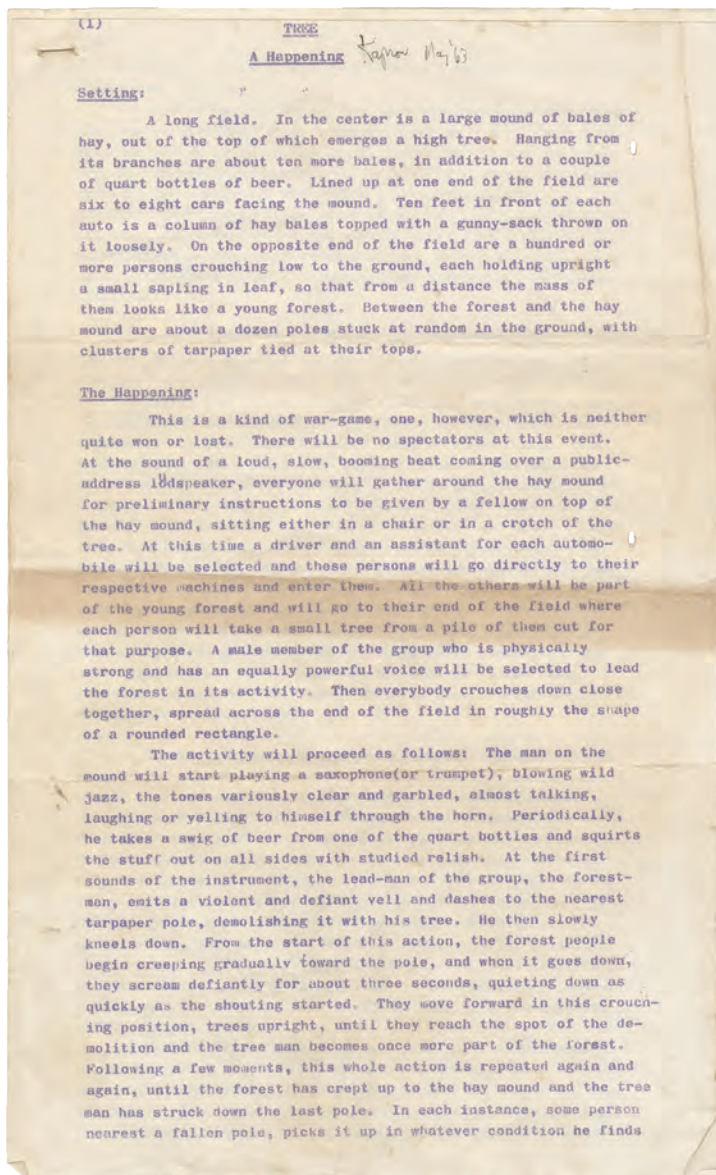 (1)
TREE
A Happening Kaprow May '63
Setting:
A long field. In the center is a large mound of bales of
hay, out of the top of which emerges a high tree. Hanging from
its branches are about ten more bales, in addition to a couple
of quart bottles of beer. Lined up at one end of the field are
six to eight cars facing the mound. Ten feet in front of each
auto is a column of hay bales topped with a gunny-sack thrown on
it loosely. On the opposite end of the field are a hundred or
more persons crouching low to the ground, each holding upright
a small sapling in leaf, so that from a distance the mass of
them looks like a young forest. Between the forest and the hay
mound are about a dozen poles stuck at random in the ground, with
clusters of tarpaper tied at their tops.
The Happening:
This is a kind of war-game, one, however, which is neither
quite won or lost. There will be no spectators at this event.
At the sound of a loud, slow, booming beat coming over a public-
address loudspeaker, everyone will gather around the hay mound
for preliminary instructions to be given by a fellow on top of
the hay mound, sitting either in a chair or in a crotch of the
tree. At this time a driver and an assistant for each automo-
bile will be selected and these persons will go directly to their
respective machines and enter them. All the others will be part
of the young forest and will go to their end of the field where
each person will take a small tree from a pile of them cut for
that purpose. A male member of the group who is physically
strong and has an equally powerful voice will be selected to lead
the forest in its activity. Then everybody crouches down close
together, spread across the end of the field in roughly the shape
of a rounded rectangle.
The activity will proceed as follows: The man on the
mound will start playing a saxophone(or trumpet), blowing wild
jazz, the tones variously clear and garbled, almost talking,
laughing or yelling to himself through the horn. Periodically,
he takes a swig of beer from one of the quart bottles and squirts
the stuff out on all sides with studied relish. At the first
sounds of the instrument, the lead-man of the group, the forest-
man, emits a violent and defiant yell and dashes to the nearest
tarpaper pole, demolishing it with his tree. He then slowly
kneels down. From the start of this action, the forest people
begin creeping gradually toward the pole, and when it goes down,
they scream defiantly for about three seconds, quieting down as
quickly as the shouting started. They move forward in this crouch-
ing position, trees upright, until they reach the spot of the de-
molition and the tree man becomes once more part of the forest.
Following a few moments, this whole action is repeated again and
again, until the forest has crept up to the hay mound and the tree
man has struck down the last pole. In each instance, some person
nearest a fallen pole, picks it up in whatever condition he finds